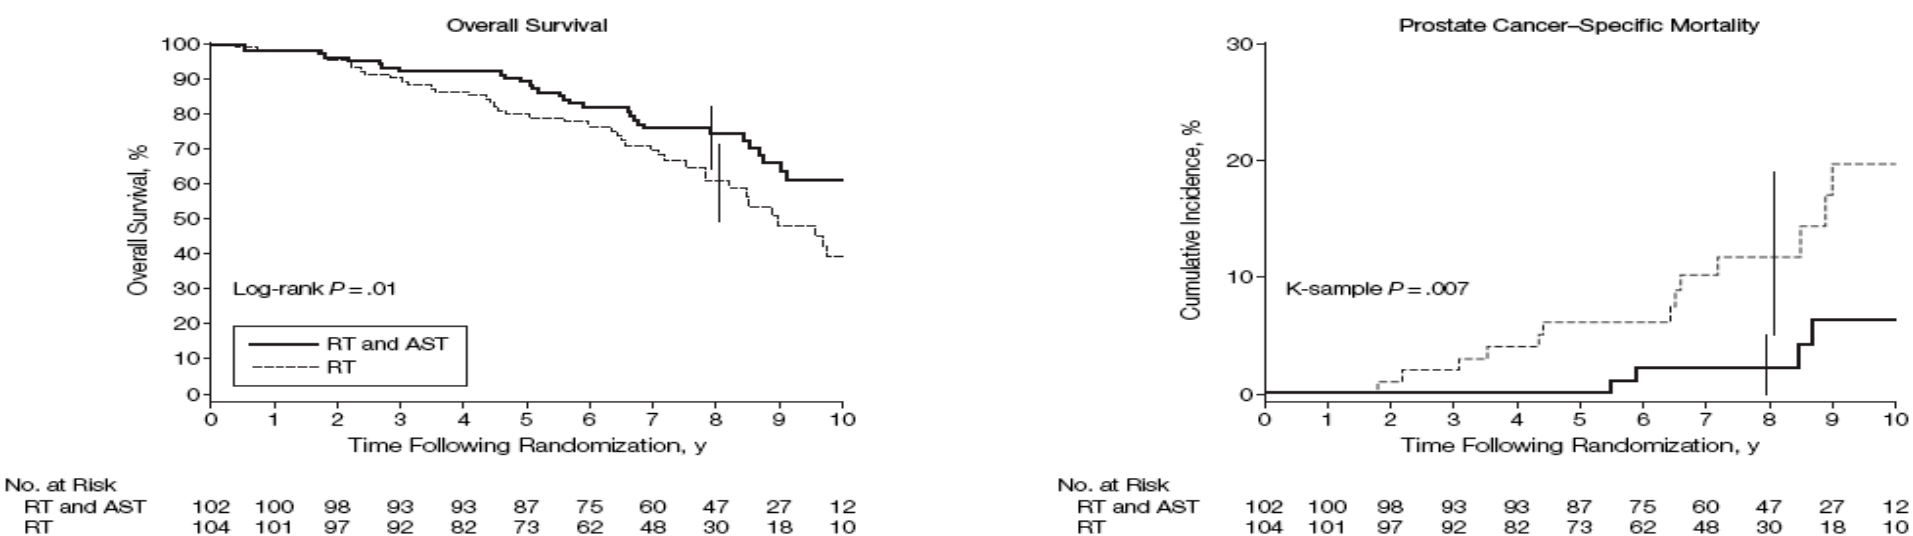 Overall Survival
100
90
80
70
60
50
40
30
20
10
0
Overall Survival, %
Log-rank P = .01
RT and AST
RT
0 1 2 3 4 5 6 7 8 9 10
Time Following Randomization, y
No. at Risk
RT and AST 102 100 98 93 93 87 75 60 47 27 12
RT 104 101 97 92 82 73 62 48 30 18 10
Prostate Cancer–Specific Mortality
30
20
10
0
Cumulative Incidence, %
K-sample P = .007
0 1 2 3 4 5 6 7 8 9 10
Time Following Randomization, y
No. at Risk
RT and AST 102 100 98 93 93 87 75 60 47 27 12
RT 104 101 97 92 82 73 62 48 30 18 10